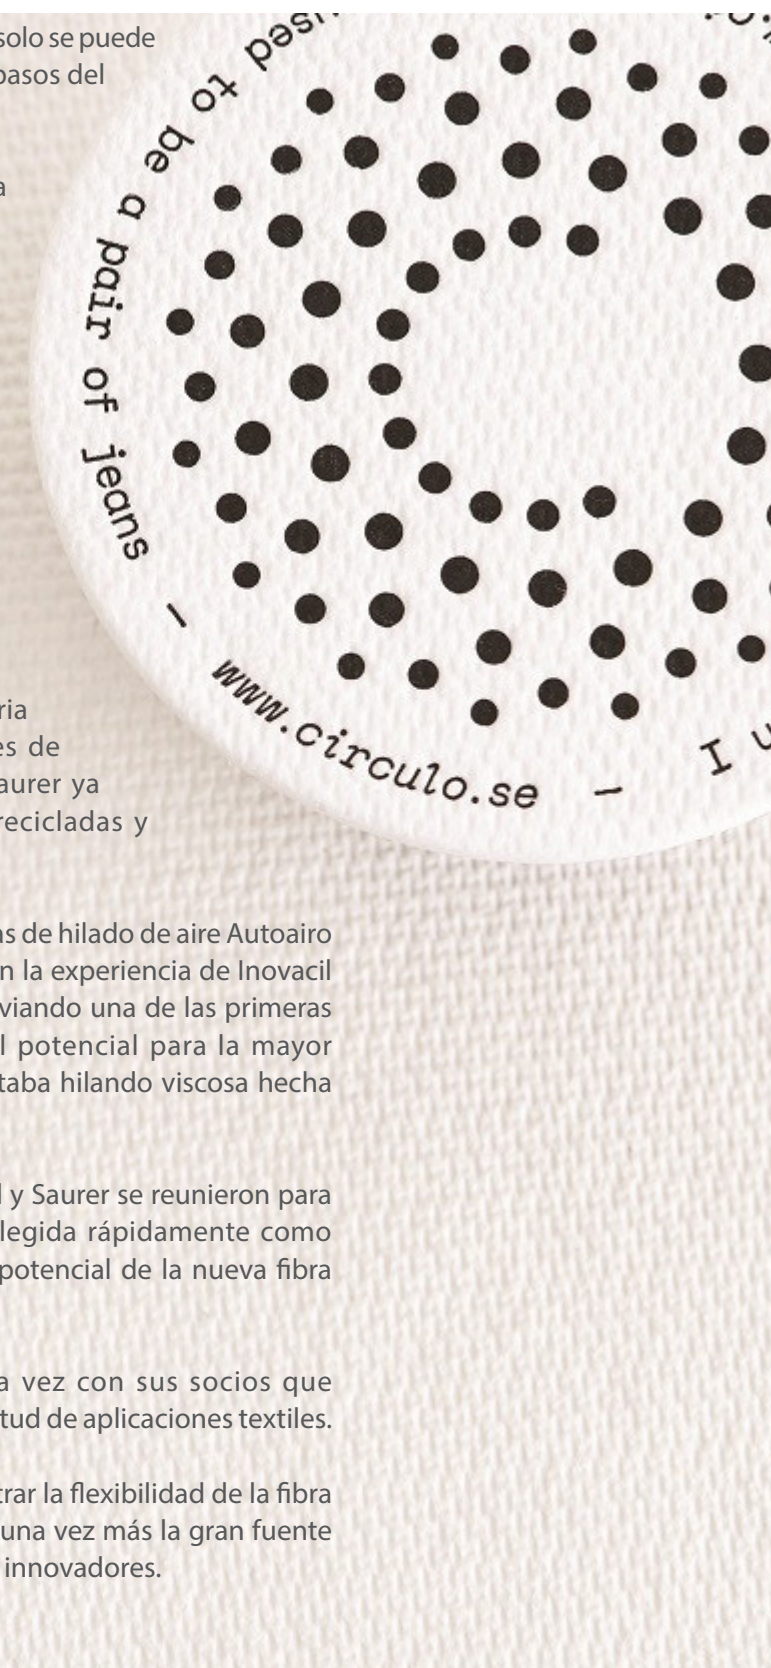 solo se puede
pasos del
a
used to be a pair of jeans – www.circulo.se – I u
ria
es de
aurer ya
recicladas y
as de hilado de aire Autoairo
n la experiencia de Inovacil
viando una de las primeras
l potencial para la mayor
taba hilando viscosa hecha
l y Saurer se reunieron para
legida rápidamente como
potencial de la nueva fibra
a vez con sus socios que
tud de aplicaciones textiles.
rar la flexibilidad de la fibra
una vez más la gran fuente
innovadores.